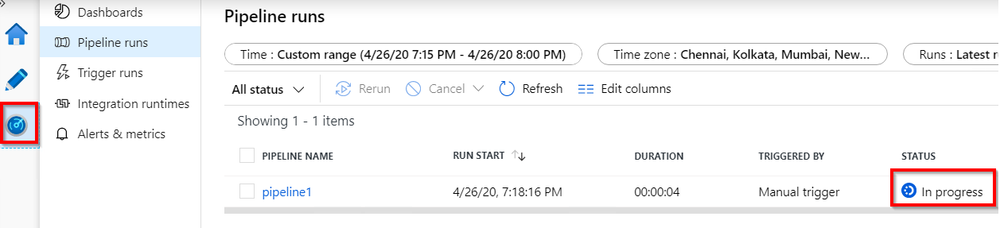 Dashboards
Pipeline runs
Trigger runs
Integration runtimes
Alerts & metrics
Pipeline runs
Time : Custom range (4/26/20 7:15 PM - 4/26/20 8:00 PM) Time zone : Chennai, Kolkata, Mumbai, New... Runs : Latest
All status Rerun Cancel Refresh Edit columns
Showing 1 - 1 items
PIPELINE NAME RUN START DURATION TRIGGERED BY STATUS
pipeline1 4/26/20, 7:18:16 PM 00:00:04 Manual trigger In progress